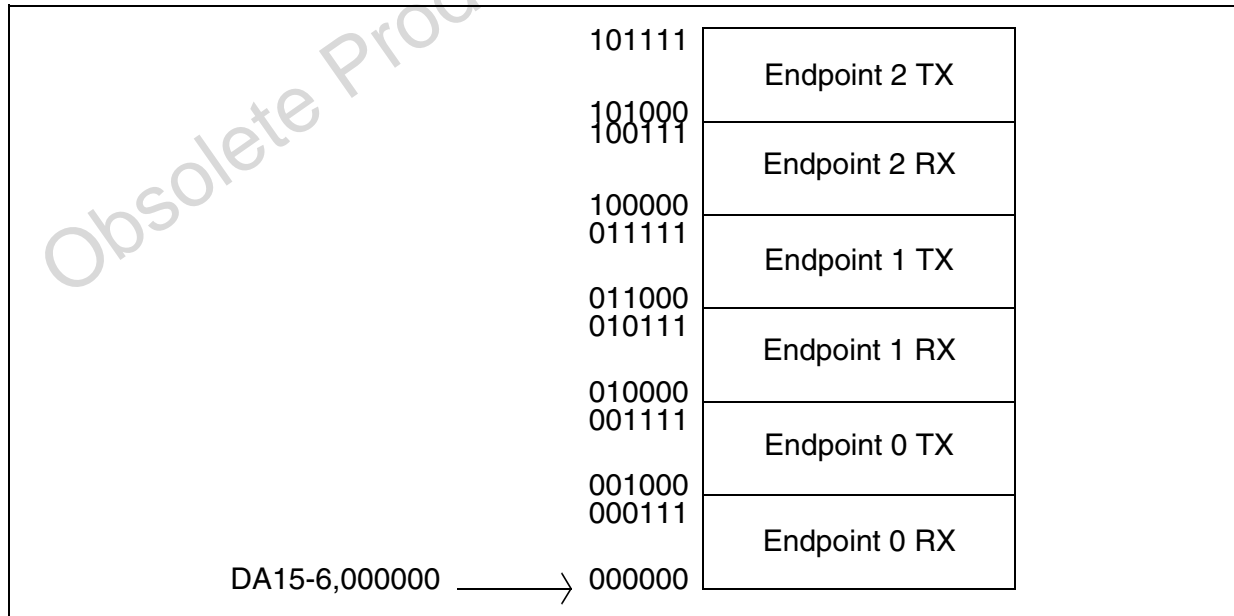 Obsolete Prod
101111
Endpoint 2 TX
101000
100111
Endpoint 2 RX
100000
011111
Endpoint 1 TX
011000
010111
Endpoint 1 RX
010000
001111
Endpoint 0 TX
001000
000111
Endpoint 0 RX
DA15-6,000000
000000